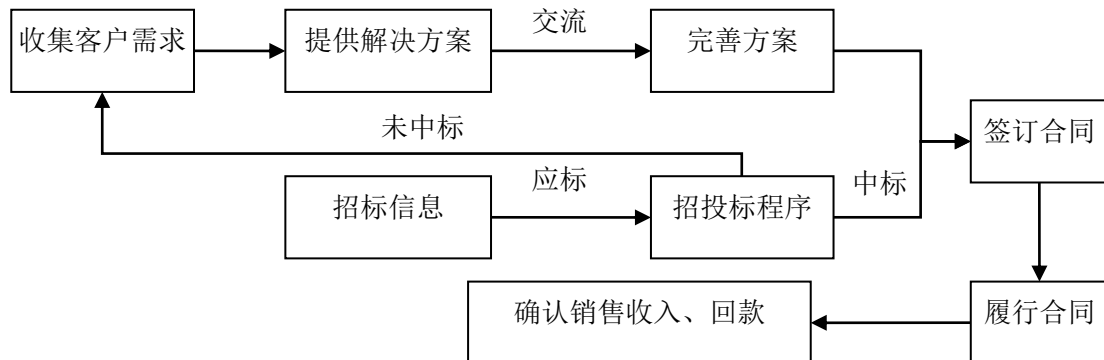 收集客户需求
提供解决方案
交流
完善方案
未中标
签订合同
招标信息
应标
招投标程序
中标
确认销售收入、回款
履行合同